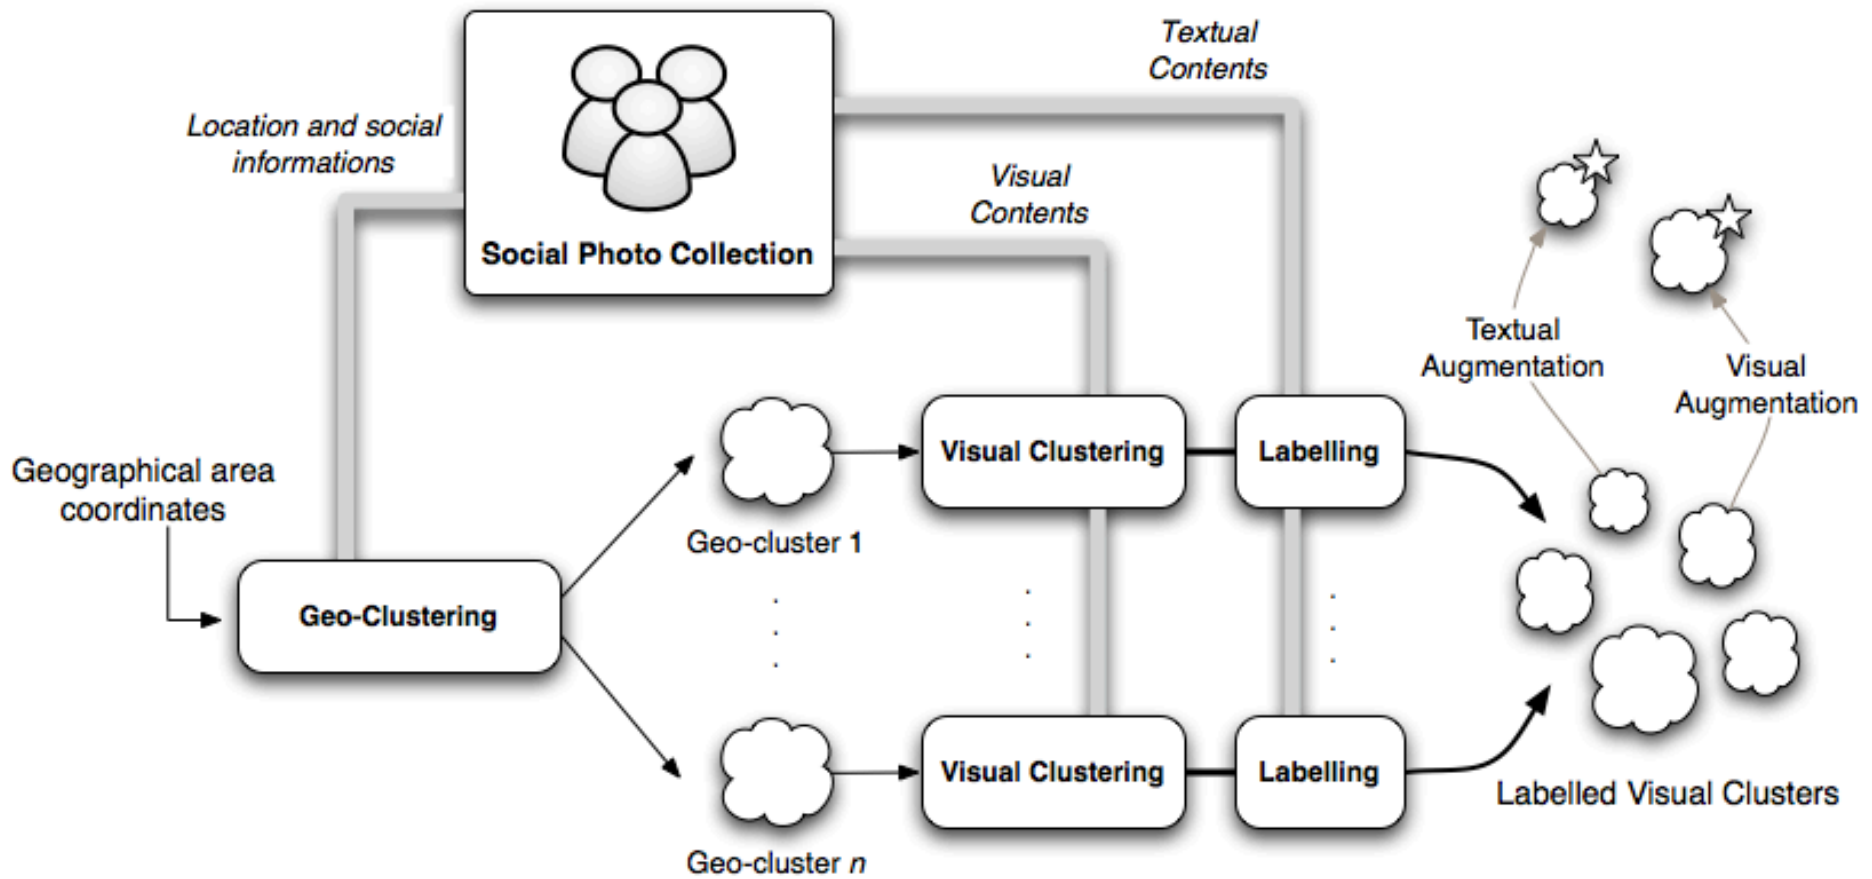 Textual
Contents
Location and social
informations
Visual
Contents
Social Photo Collection
Textual
Augmentation
Visual
Augmentation
Geographical area
coordinates
Visual Clustering
Labelling
Geo-cluster 1
Geo-Clustering
Visual Clustering
Labelling
Labelled Visual Clusters
Geo-cluster n